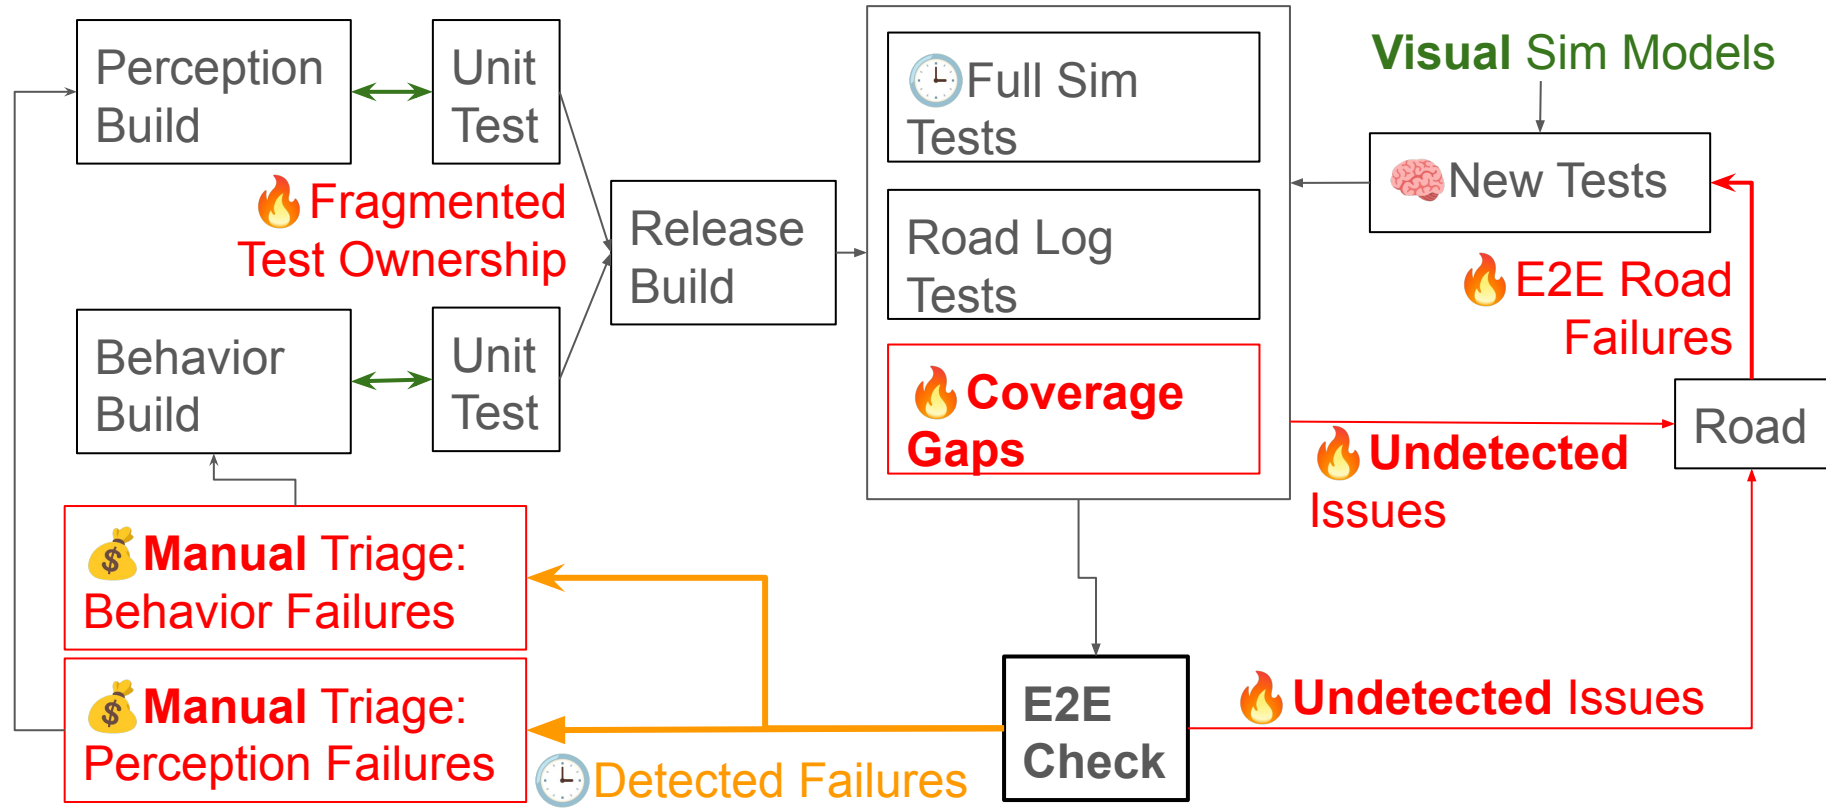 Perception
Build
Unit
Test
🔥Fragmented
Test Ownership
Behavior
Build
Unit
Test
Release
Build
🕒Full Sim
Tests
Road Log
Tests
🔥Coverage
Gaps
Visual Sim Models
🧠New Tests
🔥E2E Road
Failures
Road
🔥Undetected
Issues
💰Manual Triage:
Behavior Failures
💰Manual Triage:
Perception Failures
🕒Detected Failures
E2E
Check
🔥Undetected Issues